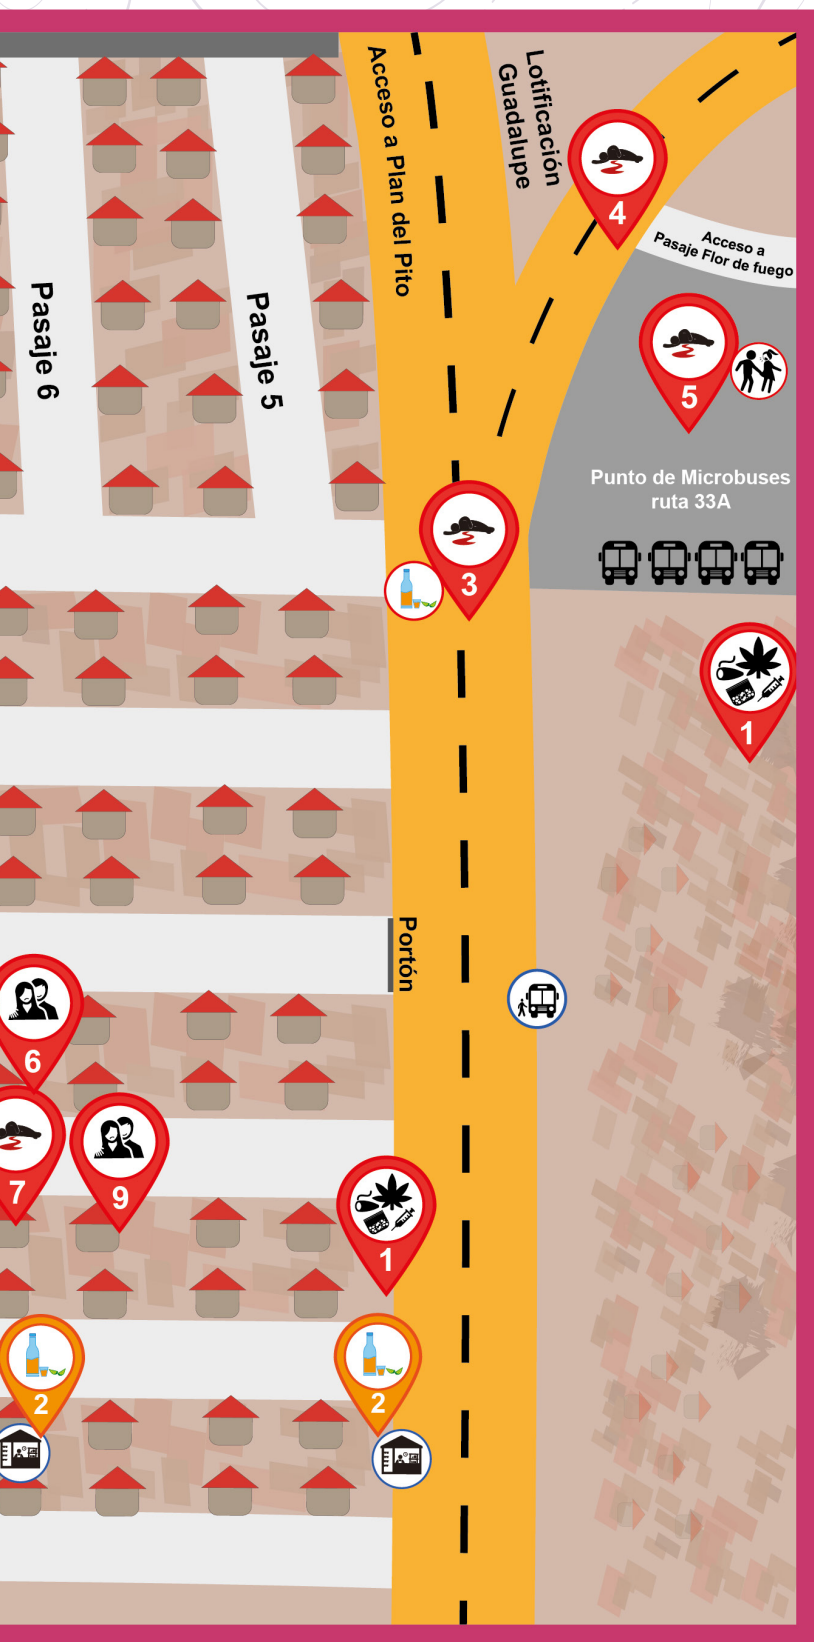 Acceso a Plan del Pito
Lotificación
Guadalupe
4
Acceso a
Pasaje Flor de fuego
Pasaje 6
Pasaje 5
5
Punto de Microbuses
ruta 33A
3
1
Portón
6
7
9
1
2
2